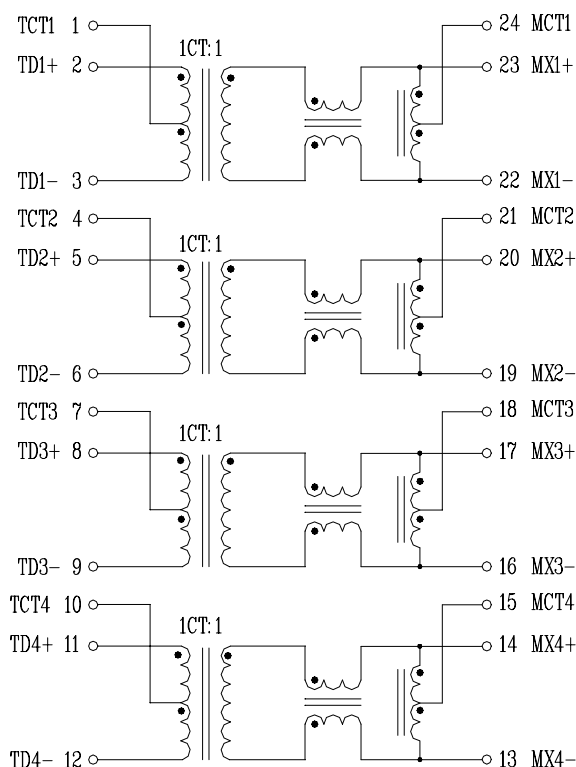 TCT1 1 24 MCT1
1CT:1
TD1+ 2 23 MX1+
TD1- 3 22 MX1-
TCT2 4 21 MCT2
1CT:1
TD2+ 5 20 MX2+
TD2- 6 19 MX2-
TCT3 7 18 MCT3
1CT:1
TD3+ 8 17 MX3+
TD3- 9 16 MX3-
TCT4 10 15 MCT4
1CT:1
TD4+ 11 14 MX4+
TD4- 12 13 MX4-